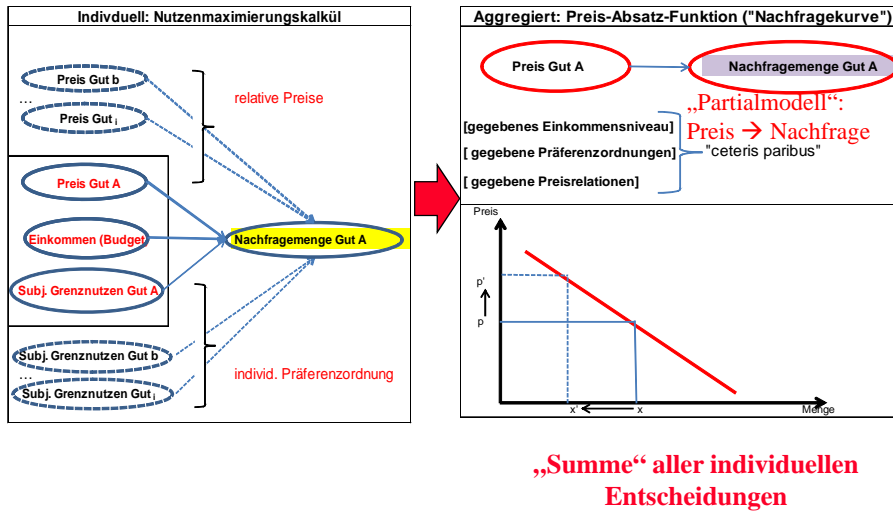 Indivduell: Nutzenmaximierungskalkül
Preis Gut b
...
Preis Gut i
relative Preise
Preis Gut A
Einkommen (Budget
Subj. Grenznutzen Gut A
Nachfragemenge Gut A
Subj. Grenznutzen Gut b
...
Subj. Grenznutzen Gut i
individ. Präferenzordnung
Aggregiert: Preis-Absatz-Funktion ("Nachfragekurve")
Preis Gut A
Nachfragemenge Gut A
„Partialmodell“:
Preis → Nachfrage
[gegebenes Einkommensniveau]
[ gegebene Präferenzordnungen]
"ceteris paribus"
[ gegebene Preisrelationen]
Preis
p'
p
x'
x
Menge
„Summe“ aller individuellen
Entscheidungen